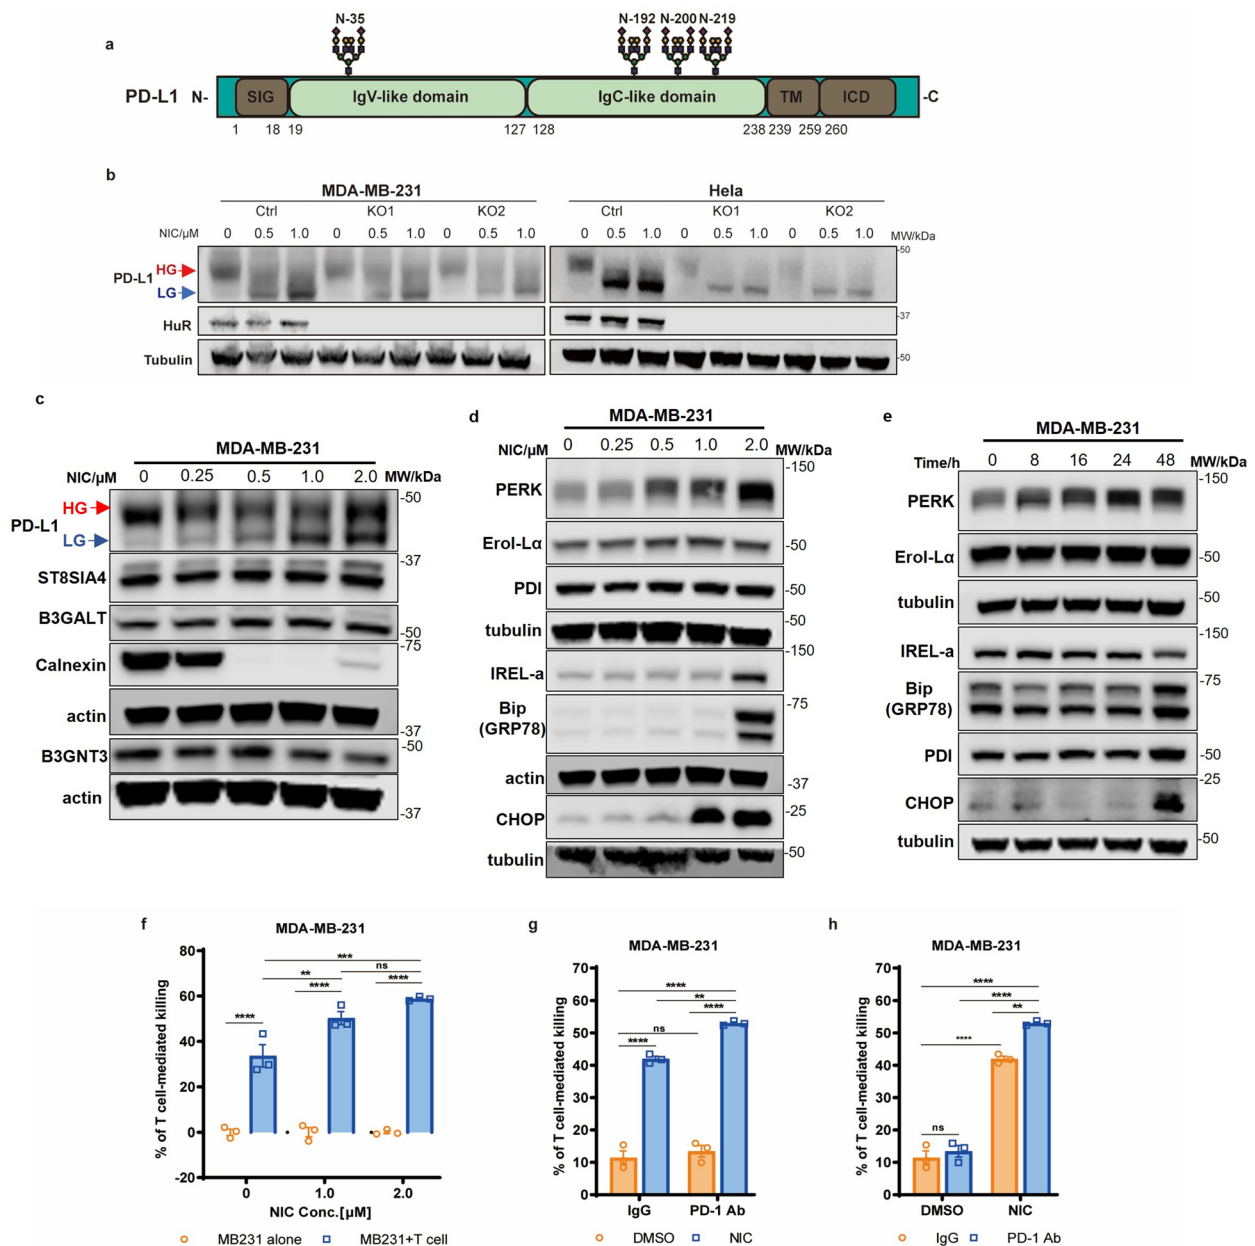 a
N-35 N-192 N-200 N-219
PD-L1 N- SIG IgV-like domain IgC-like domain TM ICD -C
1 18 19 127 128 238 239 259 260
b
MDA-MB-231 Hela
Ctrl KO1 KO2 Ctrl KO1 KO2
NIC/μM 0 0.5 1.0 0 0.5 1.0 0 0.5 1.0 0 0.5 1.0 0 0.5 1.0 0 0.5 1.0 MW/kDa
-50
HG
PD-L1
LG
-37
HuR
Tubulin -50
c
MDA-MB-231
NIC/μM 0 0.25 0.5 1.0 2.0 MW/kDa
-50
HG
PD-L1
LG
-37
ST8SIA4
B3GALT
-50
-75
Calnexin
actin
-37
-50
B3GNT3
actin
-37
d
MDA-MB-231
NIC/μM 0 0.25 0.5 1.0 2.0 MW/kDa
-150
PERK
Erol-Lα -50
PDI -50
-50
tubulin
-150
IREL-a
-75
Bip
(GRP78)
actin
-37
-25
CHOP
tubulin -50
e
MDA-MB-231
Time/h 0 8 16 24 48 MW/kDa
-150
PERK
Erol-Lα -50
-50
tubulin
-150
IREL-a
-75
Bip
(GRP78)
PDI -50
-25
CHOP
tubulin -50
f
MDA-MB-231
% of T cell-mediated killing
80
60
40
20
0
-20
*** ns
** **** ****
****
0 1.0 2.0
NIC Conc.[μM]
MB231 alone MB231+T cell
g
MDA-MB-231
% of T cell-mediated killing
70
60
50
40
30
20
10
0
****
**
****
ns
****
IgG PD-1 Ab
DMSO NIC
h
MDA-MB-231
% of T cell-mediated killing
70
60
50
40
30
20
10
0
****
****
**
****
ns
DMSO NIC
IgG PD-1 Ab